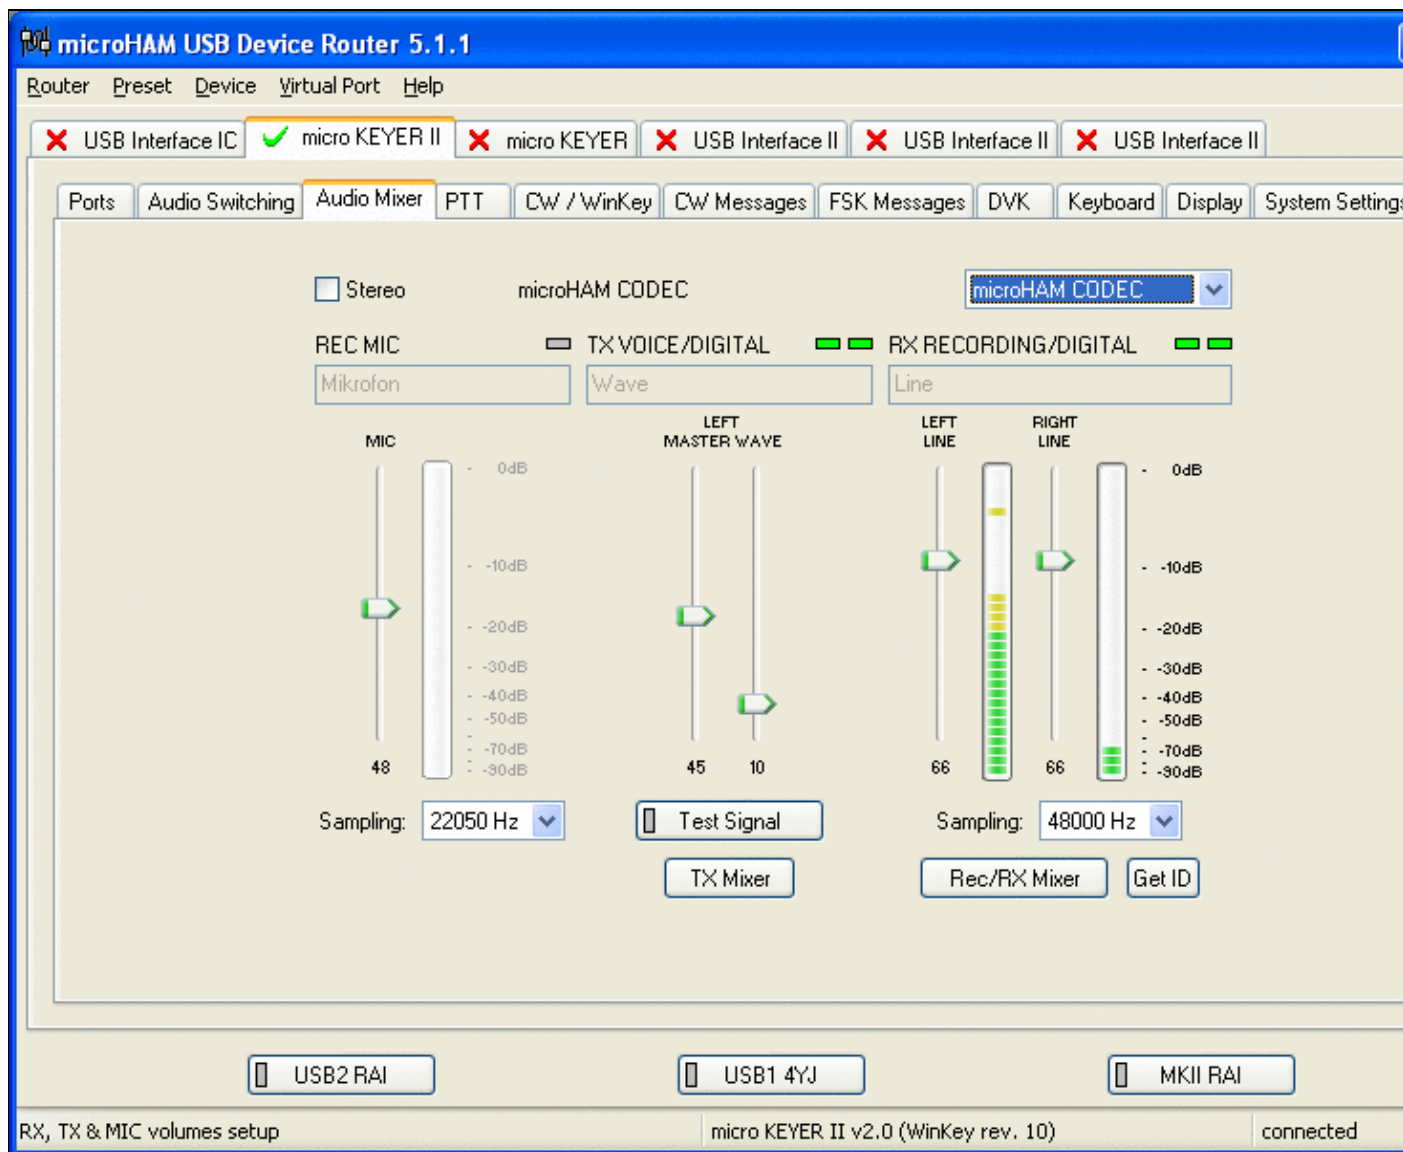 microHAM USB Device Router 5.1.1
Router Preset Device Virtual Port Help
USB Interface IC micro KEYER II micro KEYER USB Interface II USB Interface II USB Interface II
Ports Audio Switching Audio Mixer PTT CW / WinKey CW Messages FSK Messages DVK Keyboard Display System Settings
Stereo microHAM CODEC microHAM CODEC
REC MIC TX VOICE/DIGITAL RX RECORDING/DIGITAL
Mikrofon Wave Line
LEFT LEFT RIGHT
MIC MASTER WAVE LINE LINE
- 0dB - 0dB
- -10dB - -10dB
- -20dB - -20dB
- -30dB - -30dB
- -40dB - -40dB
- -50dB - -50dB
- -70dB - -70dB
48 - -90dB 45 10 66 66 - -90dB
Sampling: 22050 Hz Test Signal Sampling: 48000 Hz
TX Mixer Rec/RX Mixer Get ID
USB2 RAI USB1 4YJ MKII RAI
RX, TX & MIC volumes setup micro KEYER II v2.0 (WinKey rev. 10) connected